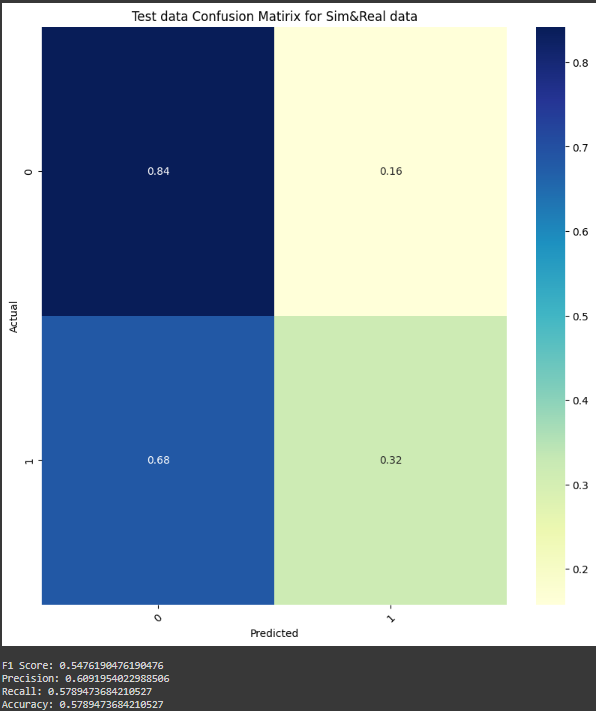 Test data Confusion Matirix for Sim&Real data
0.84 0.16
0.68 0.32
Actual
0
1
0 1
Predicted
0.8
0.7
0.6
0.5
0.4
0.3
0.2
F1 Score: 0.5476190476190476
Precision: 0.6091954022988506
Recall: 0.5789473684210527
Accuracy: 0.5789473684210527